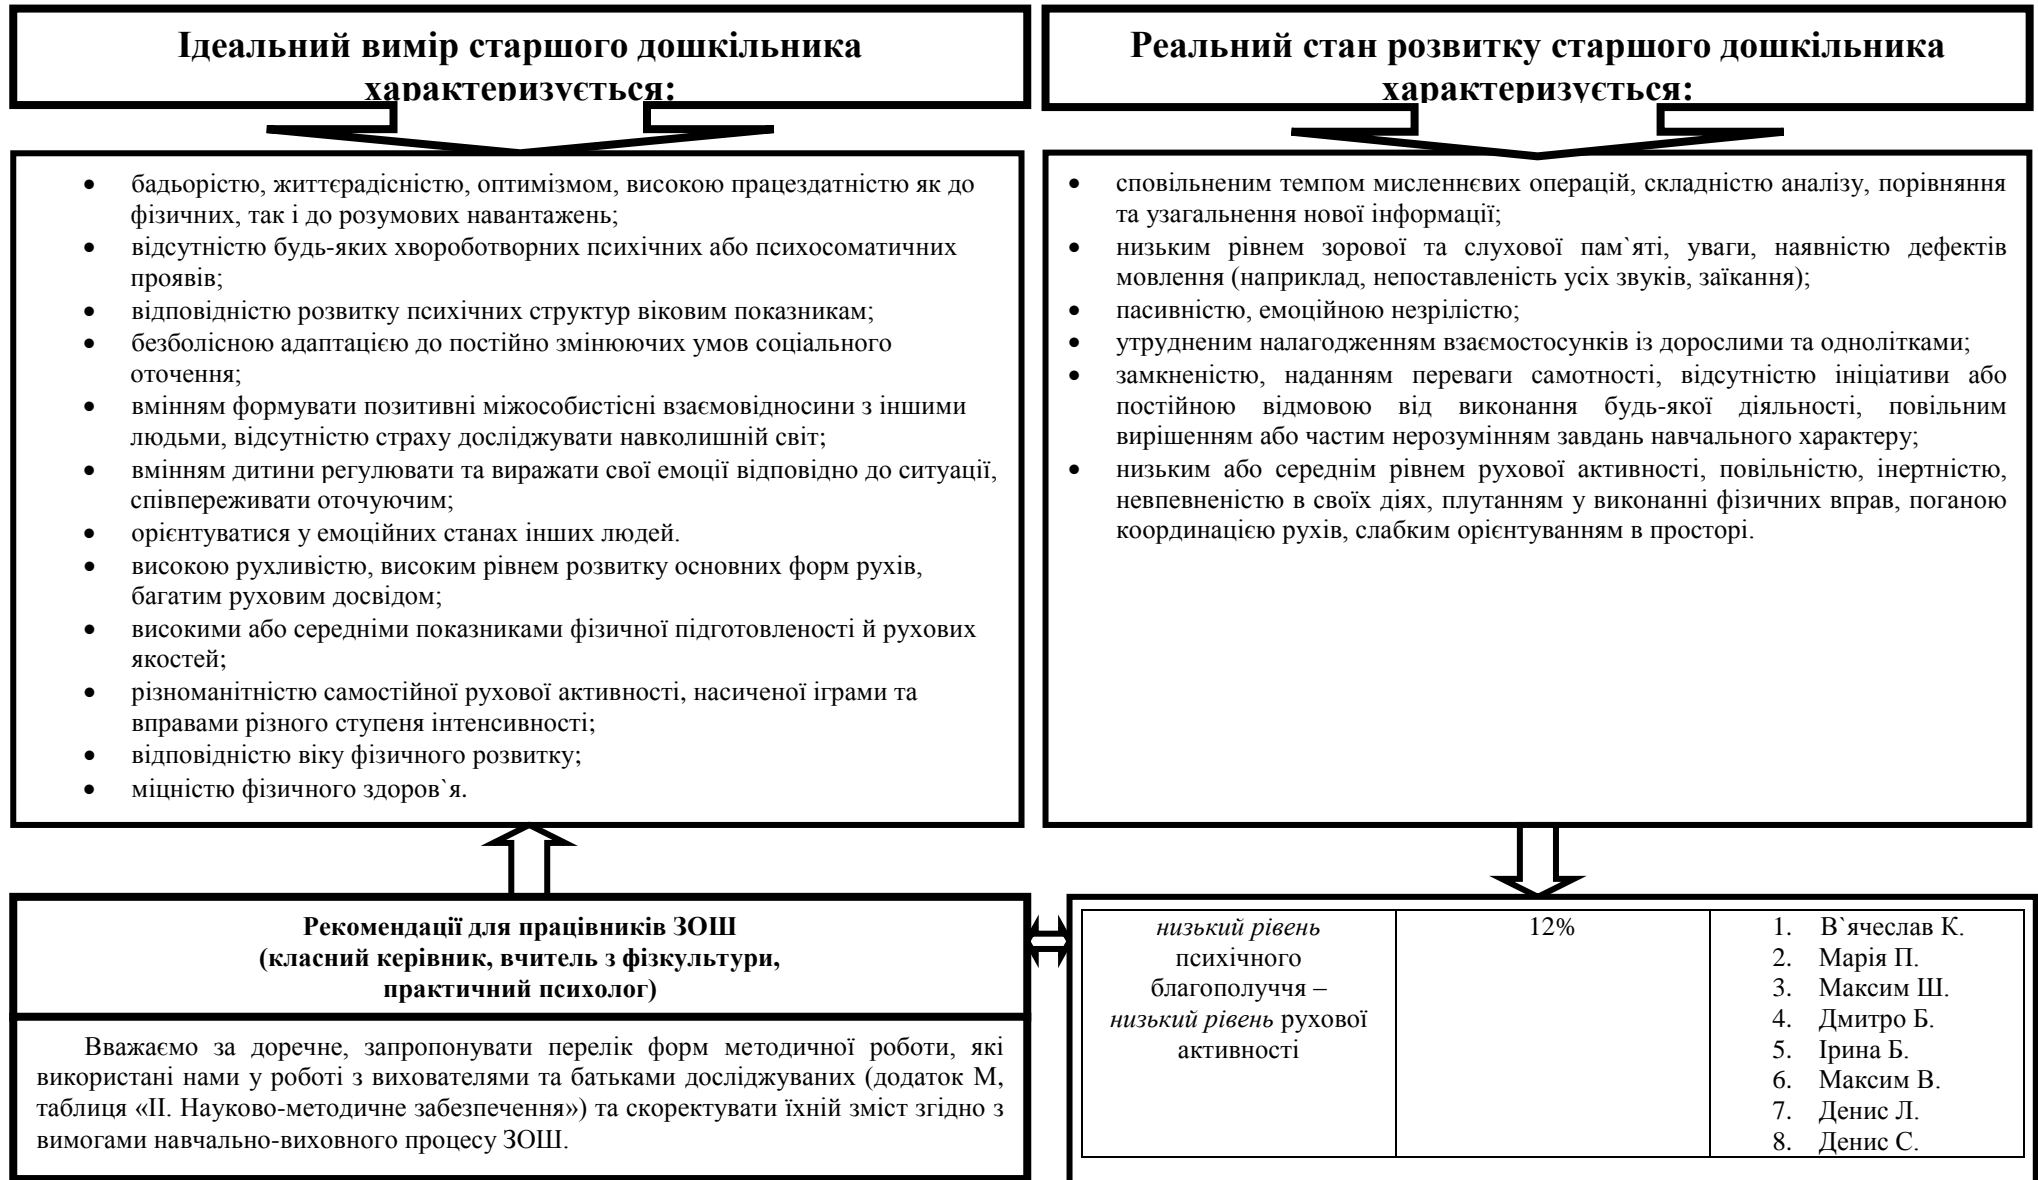 Ідеальний вимір старшого дошкільника
характеризується:
бадьорістю, життєрадісністю, оптимізмом, високою працездатністю як до
фізичних, так і до розумових навантажень;
відсутністю будь-яких хвороботворних психічних або психосоматичних
проявів;
відповідністю розвитку психічних структур віковим показникам;
безболісною адаптацією до постійно змінюючих умов соціального
оточення;
вмінням формувати позитивні міжособистісні взаємовідносини з іншими
людьми, відсутністю страху досліджувати навколишній світ;
вмінням дитини регулювати та виражати свої емоції відповідно до ситуації,
співпереживати оточуючим;
орієнтуватися у емоційних станах інших людей.
високою рухливістю, високим рівнем розвитку основних форм рухів,
багатим руховим досвідом;
високими або середніми показниками фізичної підготовленості й рухових
якостей;
різноманітністю самостійної рухової активності, насиченої іграми та
вправами різного ступеня інтенсивності;
відповідністю віку фізичного розвитку;
міцністю фізичного здоров`я.
Реальний стан розвитку старшого дошкільника
характеризується:
сповільненим темпом мисленнєвих операцій, складністю аналізу, порівняння
та узагальнення нової інформації;
низьким рівнем зорової та слухової пам`яті, уваги, наявністю дефектів
мовлення (наприклад, непоставленість усіх звуків, заїкання);
пасивністю, емоційною незрілістю;
утрудненим налагодженням взаємостосунків із дорослими та однолітками;
замкненістю, наданням переваги самотності, відсутністю ініціативи або
постійною відмовою від виконання будь-якої діяльності, повільним
вирішенням або частим нерозумінням завдань навчального характеру;
низьким або середнім рівнем рухової активності, повільністю, інертністю,
невпевненістю в своїх діях, плутанням у виконанні фізичних вправ, поганою
координацією рухів, слабким орієнтуванням в просторі.
Рекомендації для працівників ЗОШ
(класний керівник, вчитель з фізкультури,
практичний психолог)
Вважаємо за доречне, запропонувати перелік форм методичної роботи, які
використані нами у роботі з вихователями та батьками досліджуваних (додаток М,
таблиця «ІІ. Науково-методичне забезпечення») та скоректувати їхній зміст згідно з
вимогами навчально-виховного процесу ЗОШ.
низький рівень
психічного
благополуччя –
низький рівень рухової
активності
12%
1. В`ячеслав К.
2. Марія П.
3. Максим Ш.
4. Дмитро Б.
5. Ірина Б.
6. Максим В.
7. Денис Л.
8. Денис С.